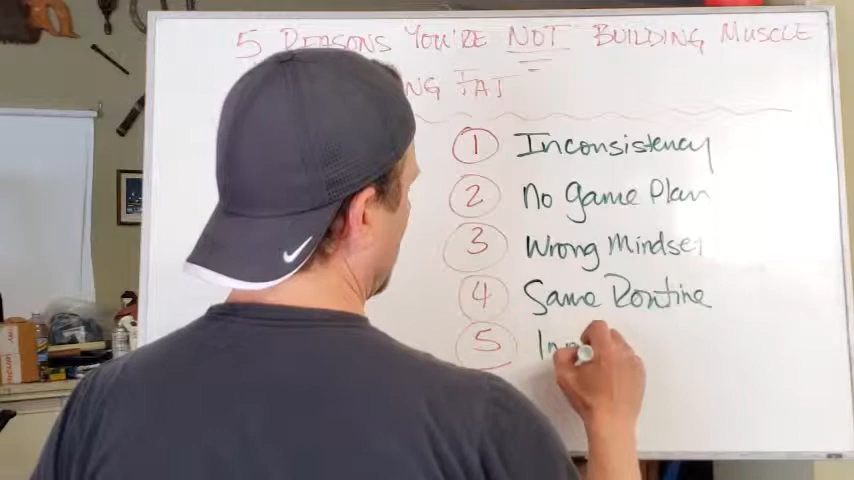 5 REASONS YOU'RE NOT BUILDING MUSCLE
NG FAT
1 Inconsistency
2 No Game Plan
3 Wrong Mindset
4 Same Routine
5